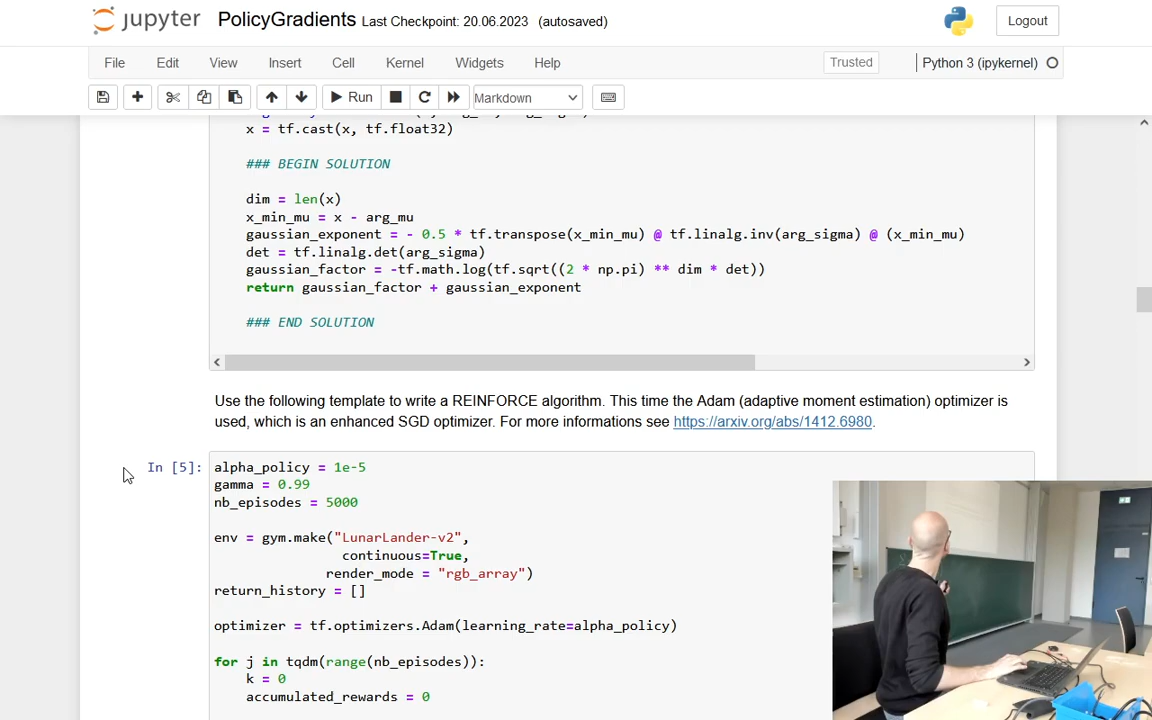 jupyter PolicyGradients Last Checkpoint: 20.06.2023 (autosaved)
Logout
File Edit View Insert Cell Kernel Widgets Help
Trusted
Python 3 (ipykernel)
Run
Markdown
x = tf.cast(x, tf.float32)
### BEGIN SOLUTION
dim = len(x)
x_min_mu = x - arg_mu
gaussian_exponent = - 0.5 * tf.transpose(x_min_mu) @ tf.linalg.inv(arg_sigma) @ (x_min_mu)
det = tf.linalg.det(arg_sigma)
gaussian_factor = -tf.math.log(tf.sqrt((2 * np.pi) ** dim * det))
return gaussian_factor + gaussian_exponent
### END SOLUTION
Use the following template to write a REINFORCE algorithm. This time the Adam (adaptive moment estimation) optimizer is
used, which is an enhanced SGD optimizer. For more informations see https://arxiv.org/abs/1412.6980.
In [5]:
alpha_policy = 1e-5
gamma = 0.99
nb_episodes = 5000
env = gym.make("LunarLander-v2",
continuous=True,
render_mode = "rgb_array")
return_history = []
optimizer = tf.optimizers.Adam(learning_rate=alpha_policy)
for j in tqdm(range(nb_episodes)):
k = 0
accumulated_rewards = 0